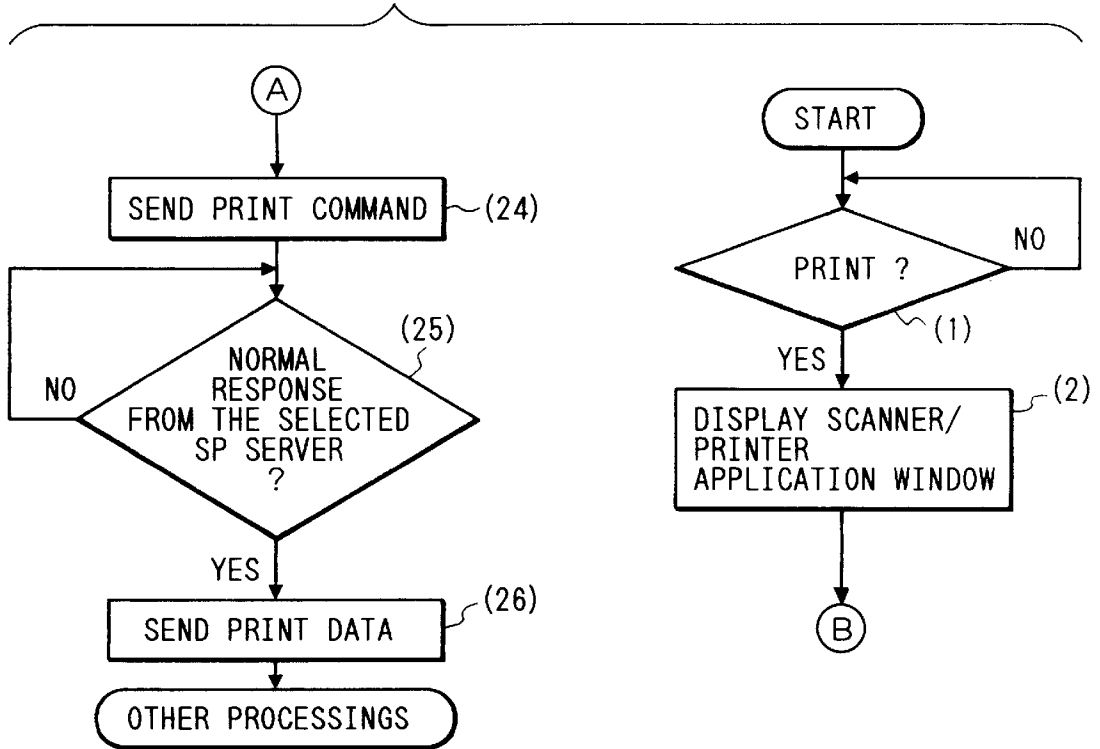 A
SEND PRINT COMMAND
(24)
(25)
NORMAL
RESPONSE
FROM THE SELECTED
SP SERVER
?
NO
YES
SEND PRINT DATA
(26)
OTHER PROCESSINGS
START
PRINT ?
NO
(1)
YES
DISPLAY SCANNER/
PRINTER
APPLICATION WINDOW
(2)
B